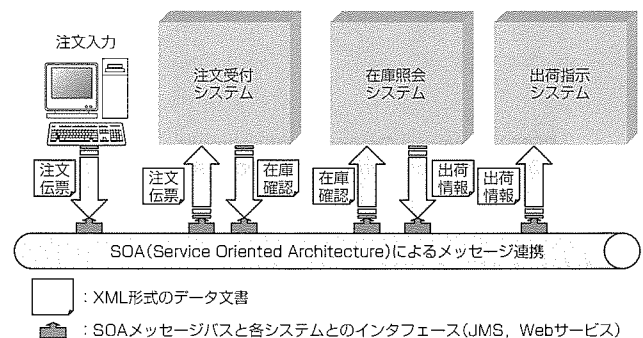 注文入力
注文受付
システム
在庫照会
システム
出荷指示
システム
注文
伝票
注文
伝票
在庫
確認
在庫
確認
出荷
情報
出荷
情報
SOA(Service Oriented Architecture)によるメッセージ連携
：XML形式のデータ文書
：SOAメッセージバスと各システムとのインタフェース(JMS，Webサービス)